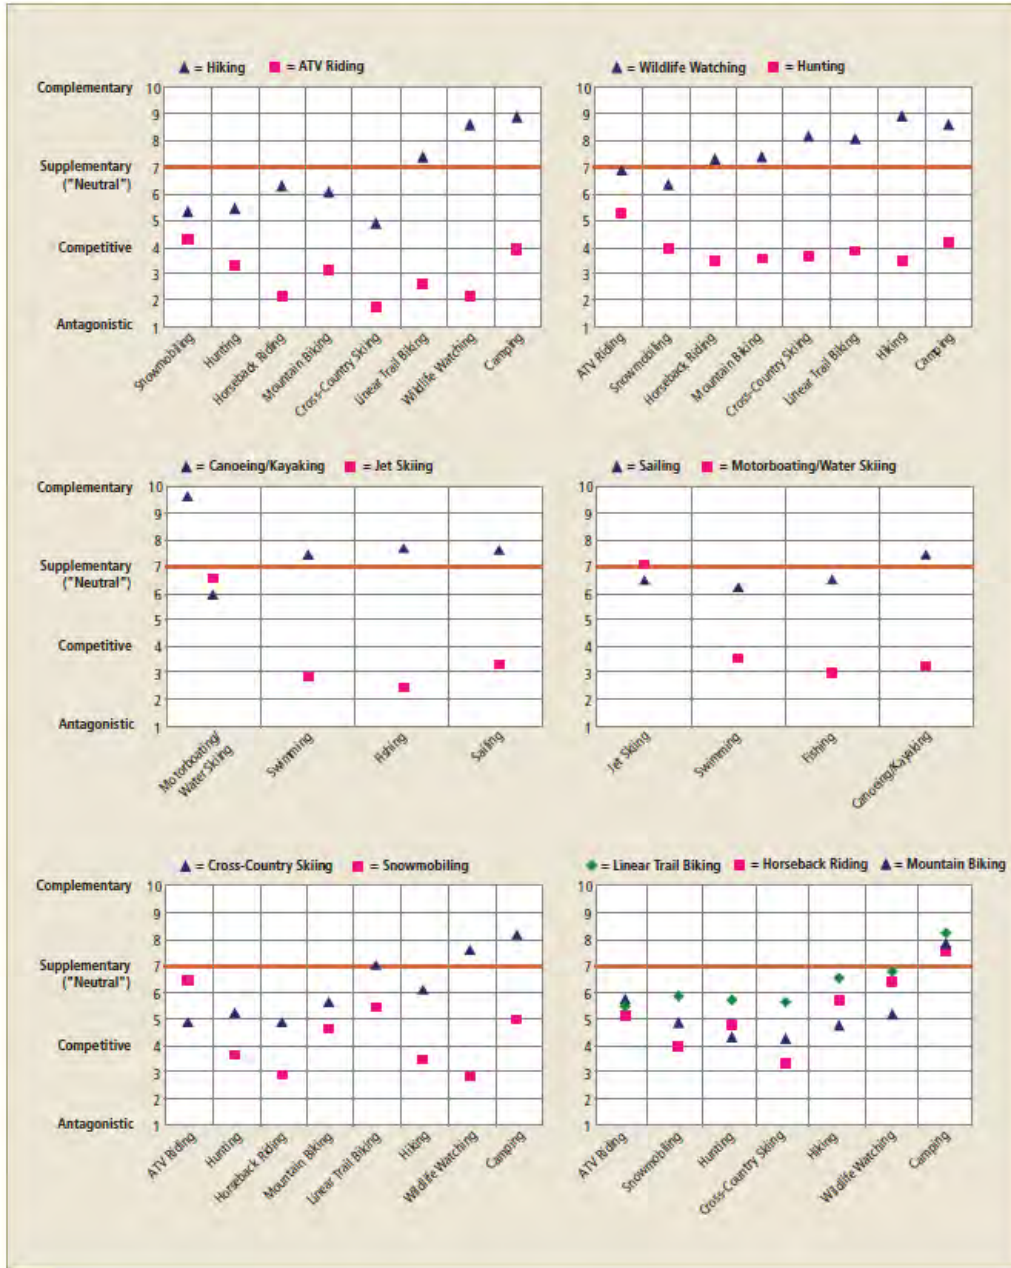 = Hiking = ATV Riding
Complementary
Supplementary
("Neutral")
Competitive
Antagonistic
10
9
8
7
6
5
4
3
2
1
Snowmobiling
Hunting
Horseback Riding
Mountain Biking
Cross-Country Skiing
Linear Trail Biking
Wildlife Watching
Camping
= Wildlife Watching = Hunting
10
9
8
7
6
5
4
3
2
1
ATV Riding
Snowmobiling
Horseback Riding
Mountain Biking
Cross-Country Skiing
Linear Trail Biking
Hiking
Camping
= Canoeing/Kayaking = Jet Skiing
Complementary
Supplementary
("Neutral")
Competitive
Antagonistic
10
9
8
7
6
5
4
3
2
1
Motorboating/
Water Skiing
Swimming
Fishing
Sailing
= Sailing = Motorboating/Water Skiing
10
9
8
7
6
5
4
3
2
1
Jet Skiing
Swimming
Fishing
Canoeing/Kayaking
= Cross-Country Skiing = Snowmobiling
Complementary
Supplementary
("Neutral")
Competitive
Antagonistic
10
9
8
7
6
5
4
3
2
1
ATV Riding
Hunting
Horseback Riding
Mountain Biking
Linear Trail Biking
Hiking
Wildlife Watching
Camping
= Linear Trail Biking = Horseback Riding = Mountain Biking
10
9
8
7
6
5
4
3
2
1
ATV Riding
Snowmobiling
Hunting
Cross-Country Skiing
Hiking
Wildlife Watching
Camping